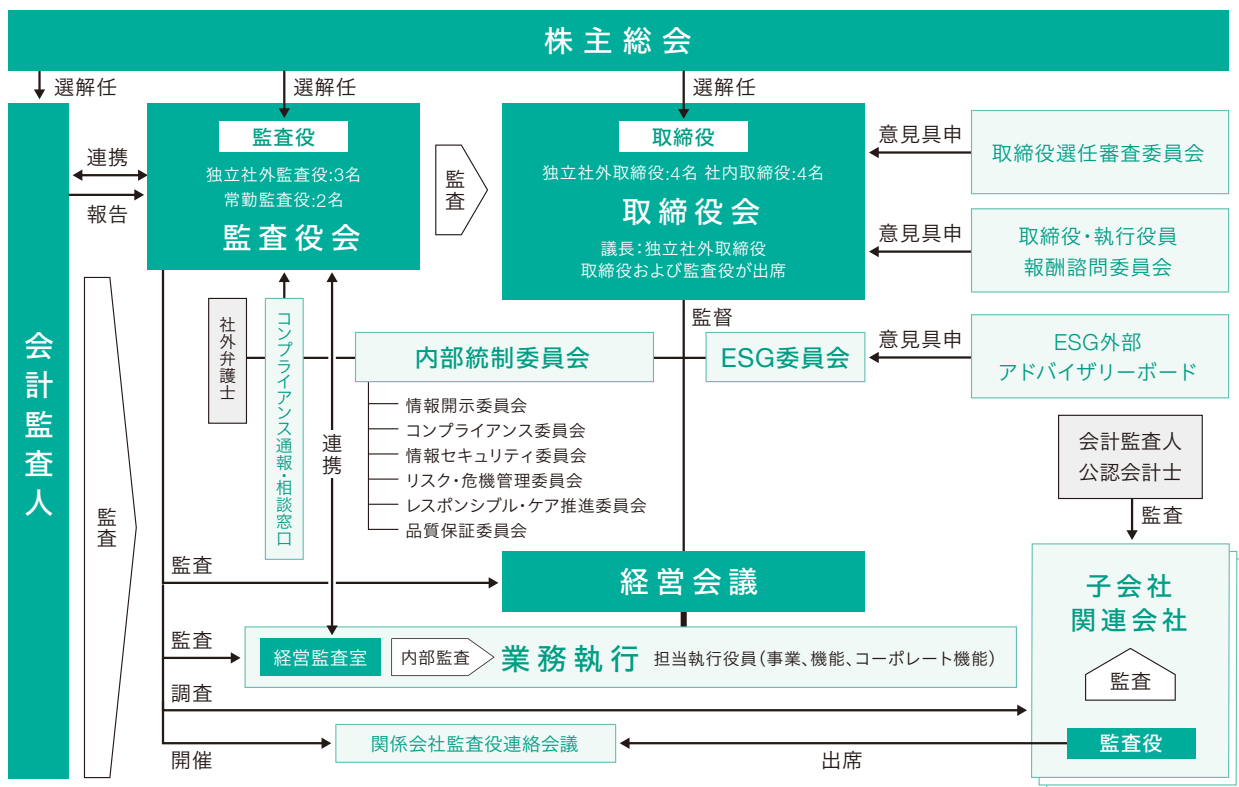 株主総会
選解任
選解任
選解任
会計監査人
連携
報告
監査役
独立社外監査役:3名
常勤監査役:2名
監査役会
監査
取締役
独立社外取締役:4名 社内取締役:4名
取締役会
議長:独立社外取締役
取締役および監査役が出席
意見具申
取締役選任審査委員会
意見具申
取締役・執行役員
報酬諮問委員会
監督
意見具申
ESG外部
アドバイザリーボード
社外弁護士
コンプライアンス通報・相談窓口
内部統制委員会
ESG委員会
情報開示委員会
コンプライアンス委員会
情報セキュリティ委員会
リスク・危機管理委員会
レスポンシブル・ケア推進委員会
品質保証委員会
連携
監査
会計監査人
公認会計士
監査
子会社
関連会社
監査
監査役
監査
経営会議
監査
経営監査室
内部監査
業務執行
担当執行役員(事業、機能、コーポレート機能)
調査
開催
関係会社監査役連絡会議
出席